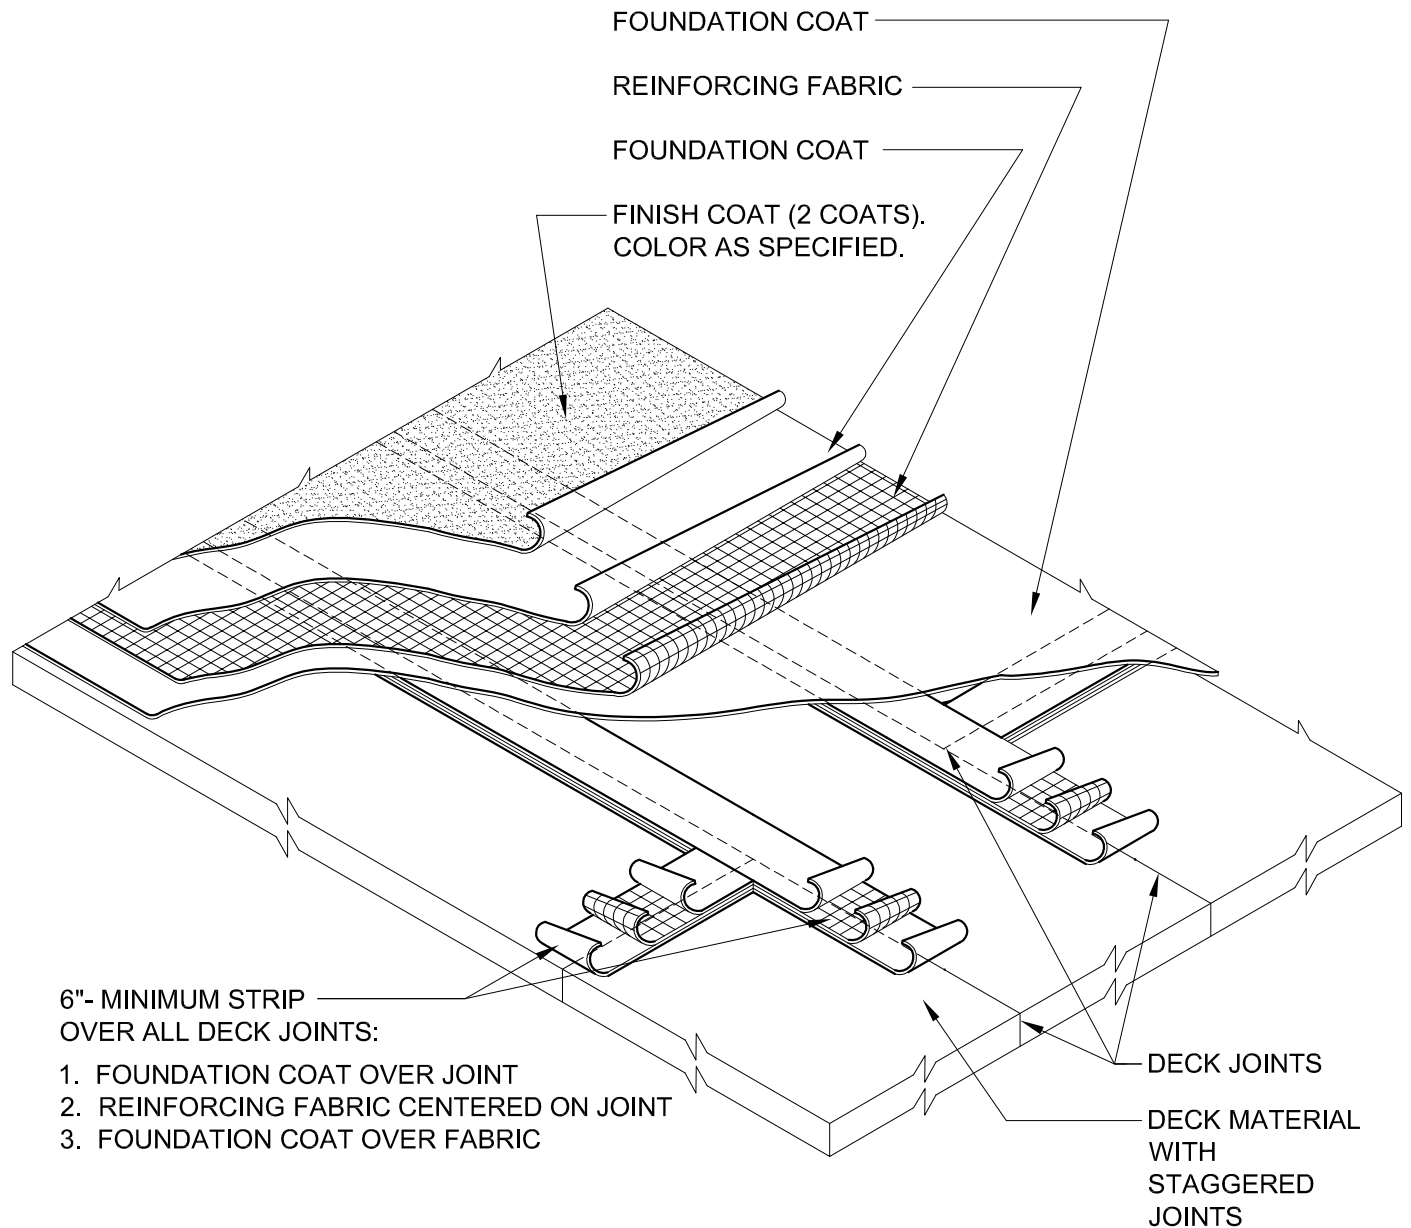 FOUNDATION COAT
REINFORCING FABRIC
FOUNDATION COAT
FINISH COAT (2 COATS).
COLOR AS SPECIFIED.
6"- MINIMUM STRIP
OVER ALL DECK JOINTS:
1. FOUNDATION COAT OVER JOINT
2. REINFORCING FABRIC CENTERED ON JOINT
3. FOUNDATION COAT OVER FABRIC
DECK JOINTS
DECK MATERIAL
WITH
STAGGERED
JOINTS